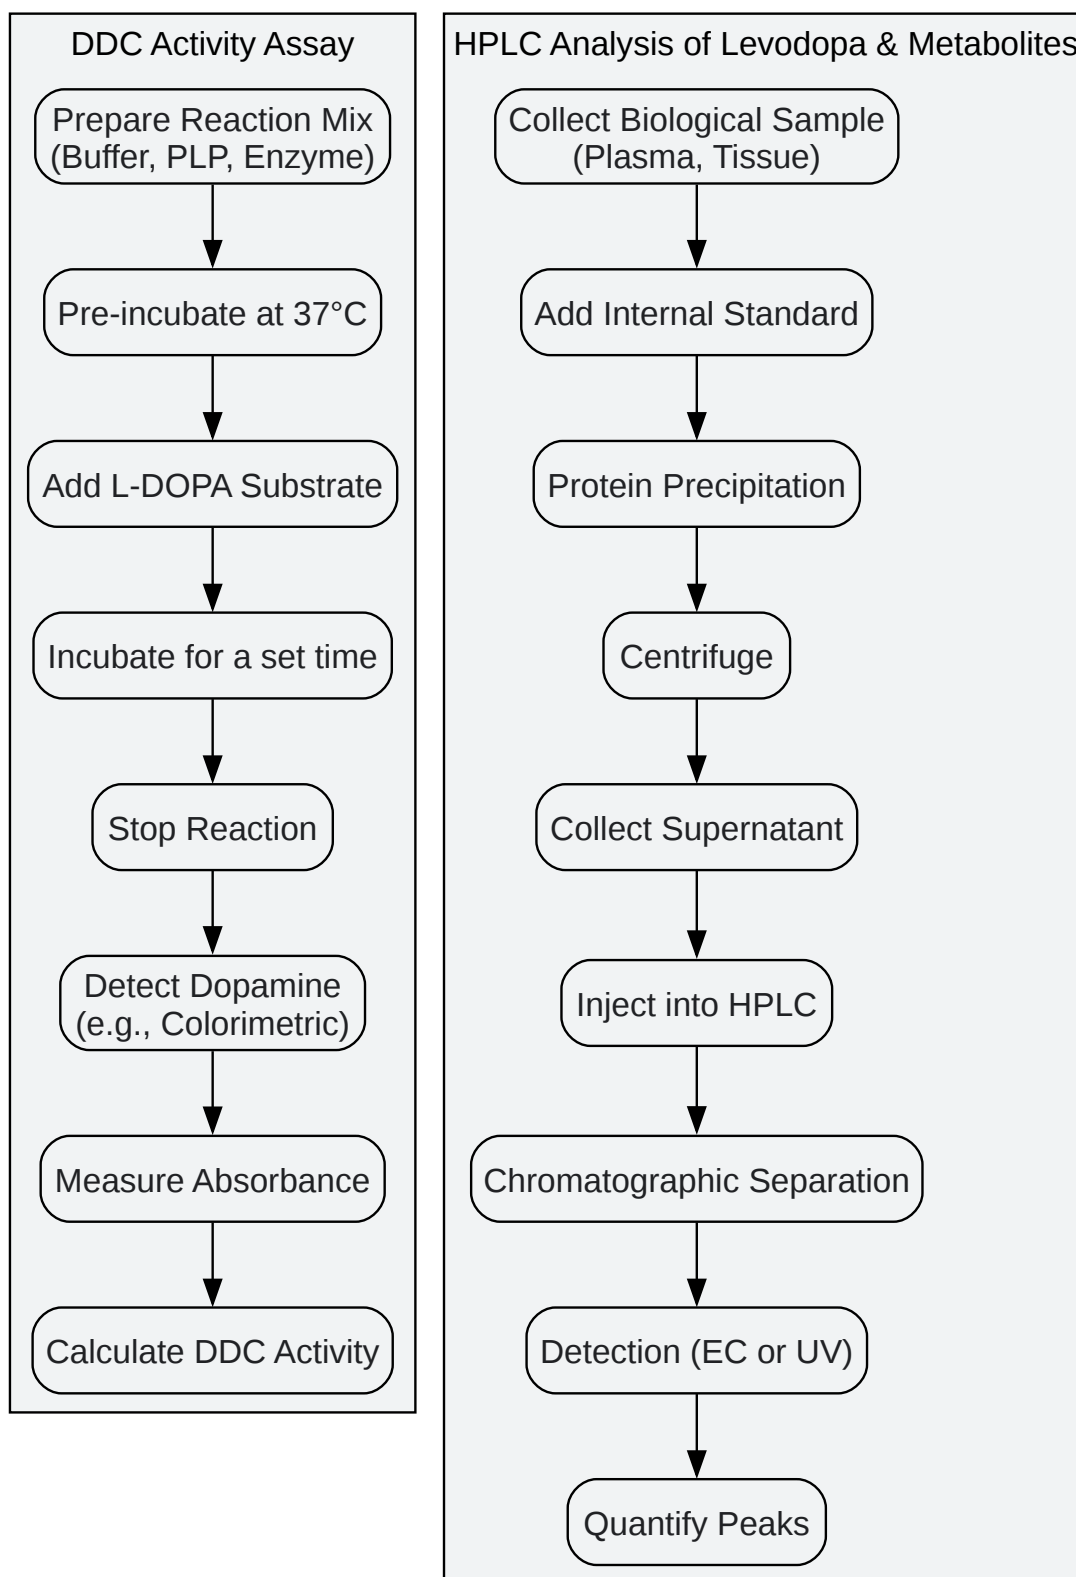 DDC Activity Assay
Prepare Reaction Mix
(Buffer, PLP, Enzyme)
Pre-incubate at 37°C
Add L-DOPA Substrate
Incubate for a set time
Stop Reaction
Detect Dopamine
(e.g., Colorimetric)
Measure Absorbance
Calculate DDC Activity
HPLC Analysis of Levodopa & Metabolites
Collect Biological Sample
(Plasma, Tissue)
Add Internal Standard
Protein Precipitation
Centrifuge
Collect Supernatant
Inject into HPLC
Chromatographic Separation
Detection (EC or UV)
Quantify Peaks